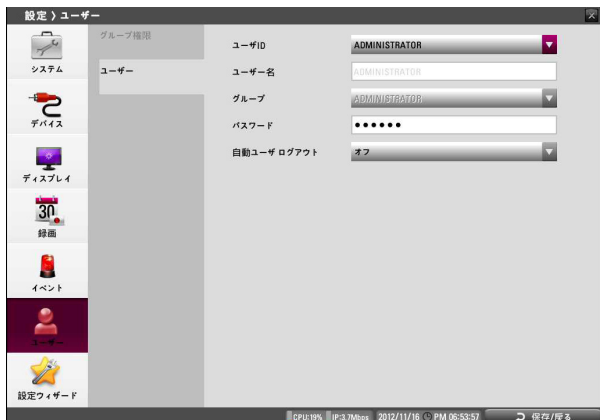 設定 〉ユーザー
システム
デバイス
ディスプレイ
30
録画
イベント
ユーザー
設定ウィザード
グループ権限
ユーザー
ユーザID
ADMINISTRATOR
ユーザー名
ADMINISTRATOR
グループ
ADMINISTRATOR
パスワード
●●●●●●
自動ユーザ ログアウト
オフ
CPU:19% IP:3.7Mbps 2012/11/16 PM 06:53:57 保存/戻る